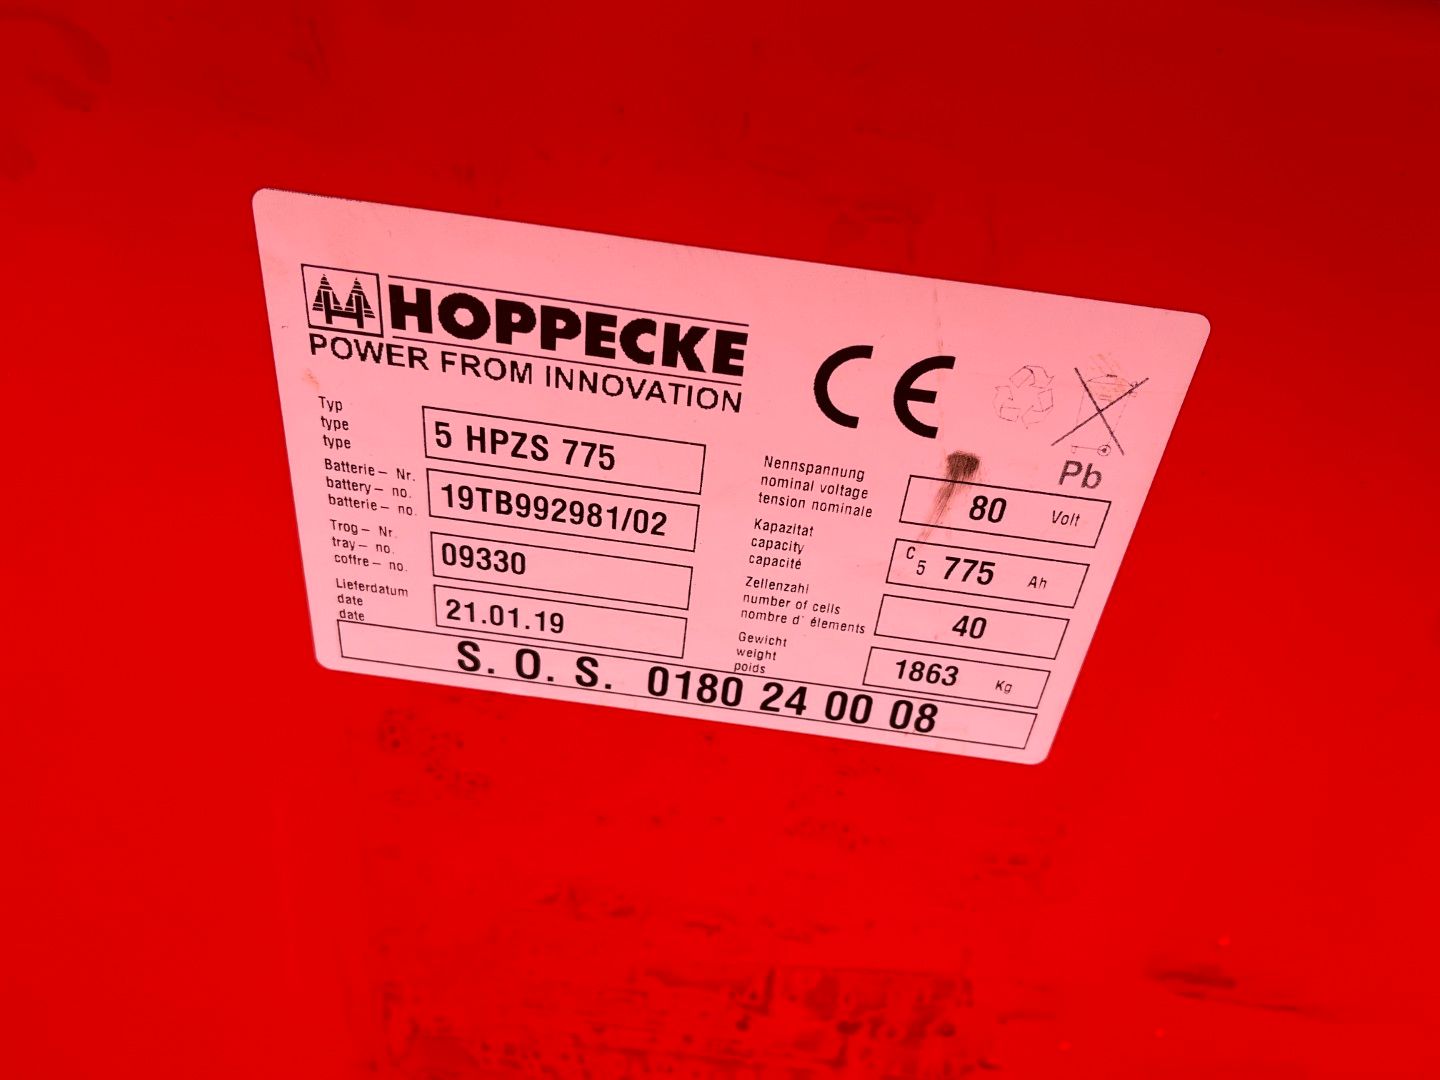 HOPPECKE
POWER FROM INNOVATION
CE
Pb
Typ
type
type
5 HPZS 775
Batterie– Nr.
battery– no.
batterie– no.
19TB992981/02
Trog– Nr.
tray– no.
coffre– no.
09330
Lieferdatum
date
date
21.01.19
Nennspannung
nominal voltage
tension nominale
80 Volt
Kapazitat
capacity
capacité
C5 775 Ah
Zellenzahl
number of cells
nombre d' élements
40
Gewicht
weight
poids
1863 Kg
S. O. S. 0180 24 00 08